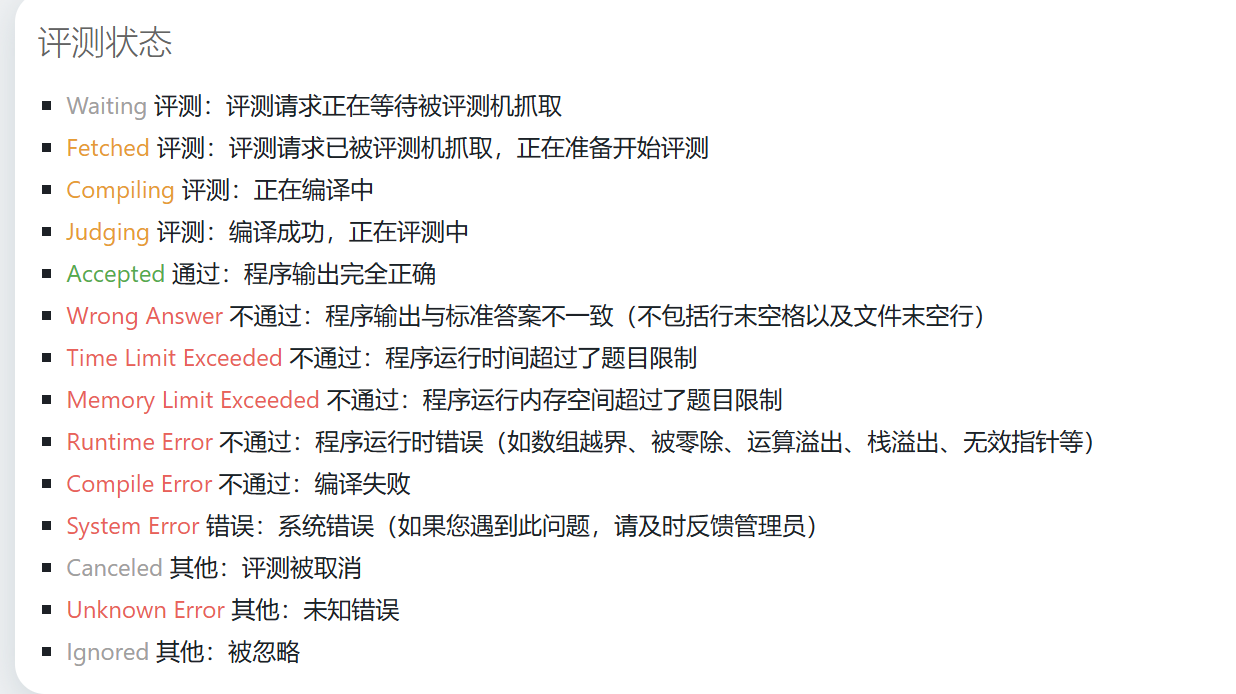 评测状态
Waiting 评测：评测请求正在等待被评测机抓取
Fetched 评测：评测请求已被评测机抓取，正在准备开始评测
Compiling 评测：正在编译中
Judging 评测：编译成功，正在评测中
Accepted 通过：程序输出完全正确
Wrong Answer 不通过：程序输出与标准答案不一致（不包括行末空格以及文件末空行）
Time Limit Exceeded 不通过：程序运行时间超过了题目限制
Memory Limit Exceeded 不通过：程序运行内存空间超过了题目限制
Runtime Error 不通过：程序运行时错误（如数组越界、被零除、运算溢出、栈溢出、无效指针等）
Compile Error 不通过：编译失败
System Error 错误：系统错误（如果您遇到此问题，请及时反馈管理员）
Canceled 其他：评测被取消
Unknown Error 其他：未知错误
Ignored 其他：被忽略